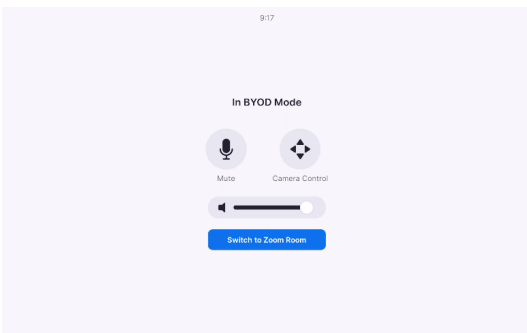 9:17
In BYOD Mode
Mute
Camera Control
Switch to Zoom Room